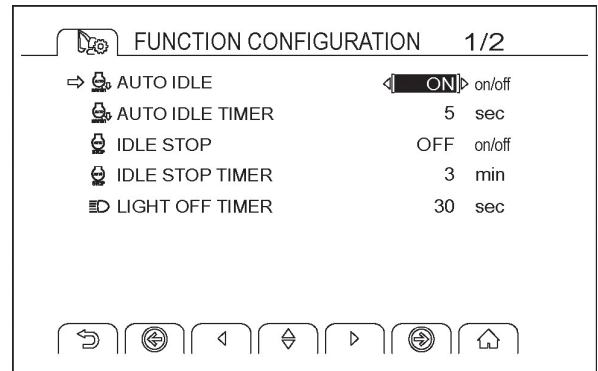 FUNCTION CONFIGURATION 1/2
AUTO IDLE ON on/off
AUTO IDLE TIMER 5 sec
IDLE STOP OFF on/off
IDLE STOP TIMER 3 min
LIGHT OFF TIMER 30 sec